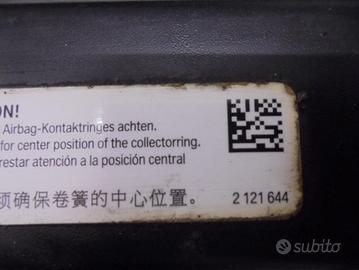 ON!
Airbag-Kontaktringes achten.
for center position of the collectorring.
restar atención a la posición central
确保卷簧的中心位置。
2 121 644
subito